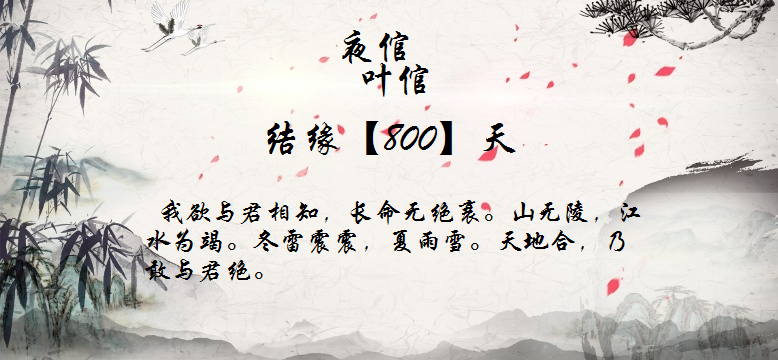 夜倌
叶倌
结缘【800】天
我欲与君相知，长命无绝衰。山无陵，江
水为竭。冬雷震震，夏雨雪。天地合，乃
敢与君绝。